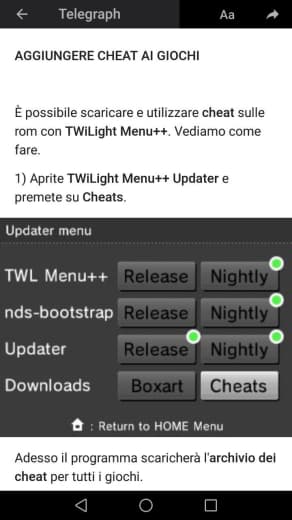 Telegraph
Aa
AGGIUNGERE CHEAT AI GIOCHI
È possibile scaricare e utilizzare cheat sulle
rom con TWiLight Menu++. Vediamo come
fare.
1) Aprite TWiLight Menu++ Updater e
premete su Cheats.
Updater menu
TWL Menu++ Release Nightly
nds-bootstrap Release Nightly
Updater Release Nightly
Downloads Boxart Cheats
: Return to HOME Menu
Adesso il programma scaricherà l'archivio dei
cheat per tutti i giochi.